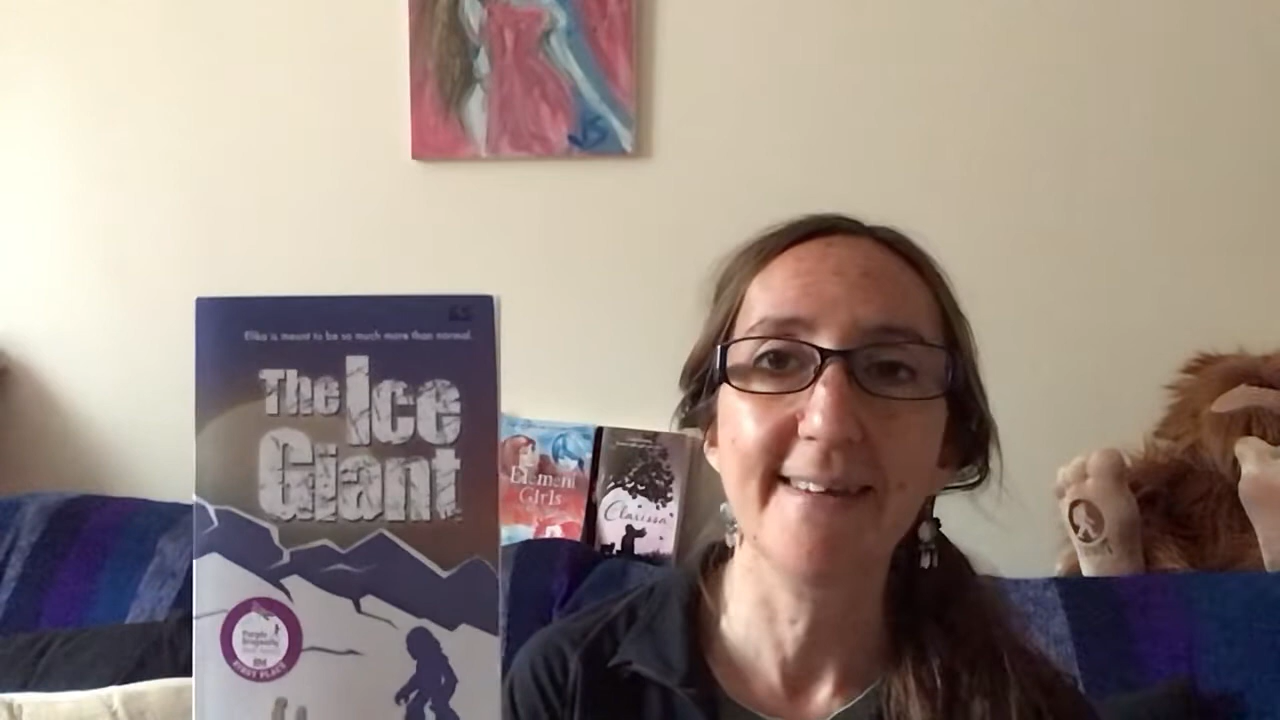 Elika is meant to be so much more than normal.
The Ice
Giant
Purple
Dragonfly
FIRST PLACE
Element
Girls
Clarissa